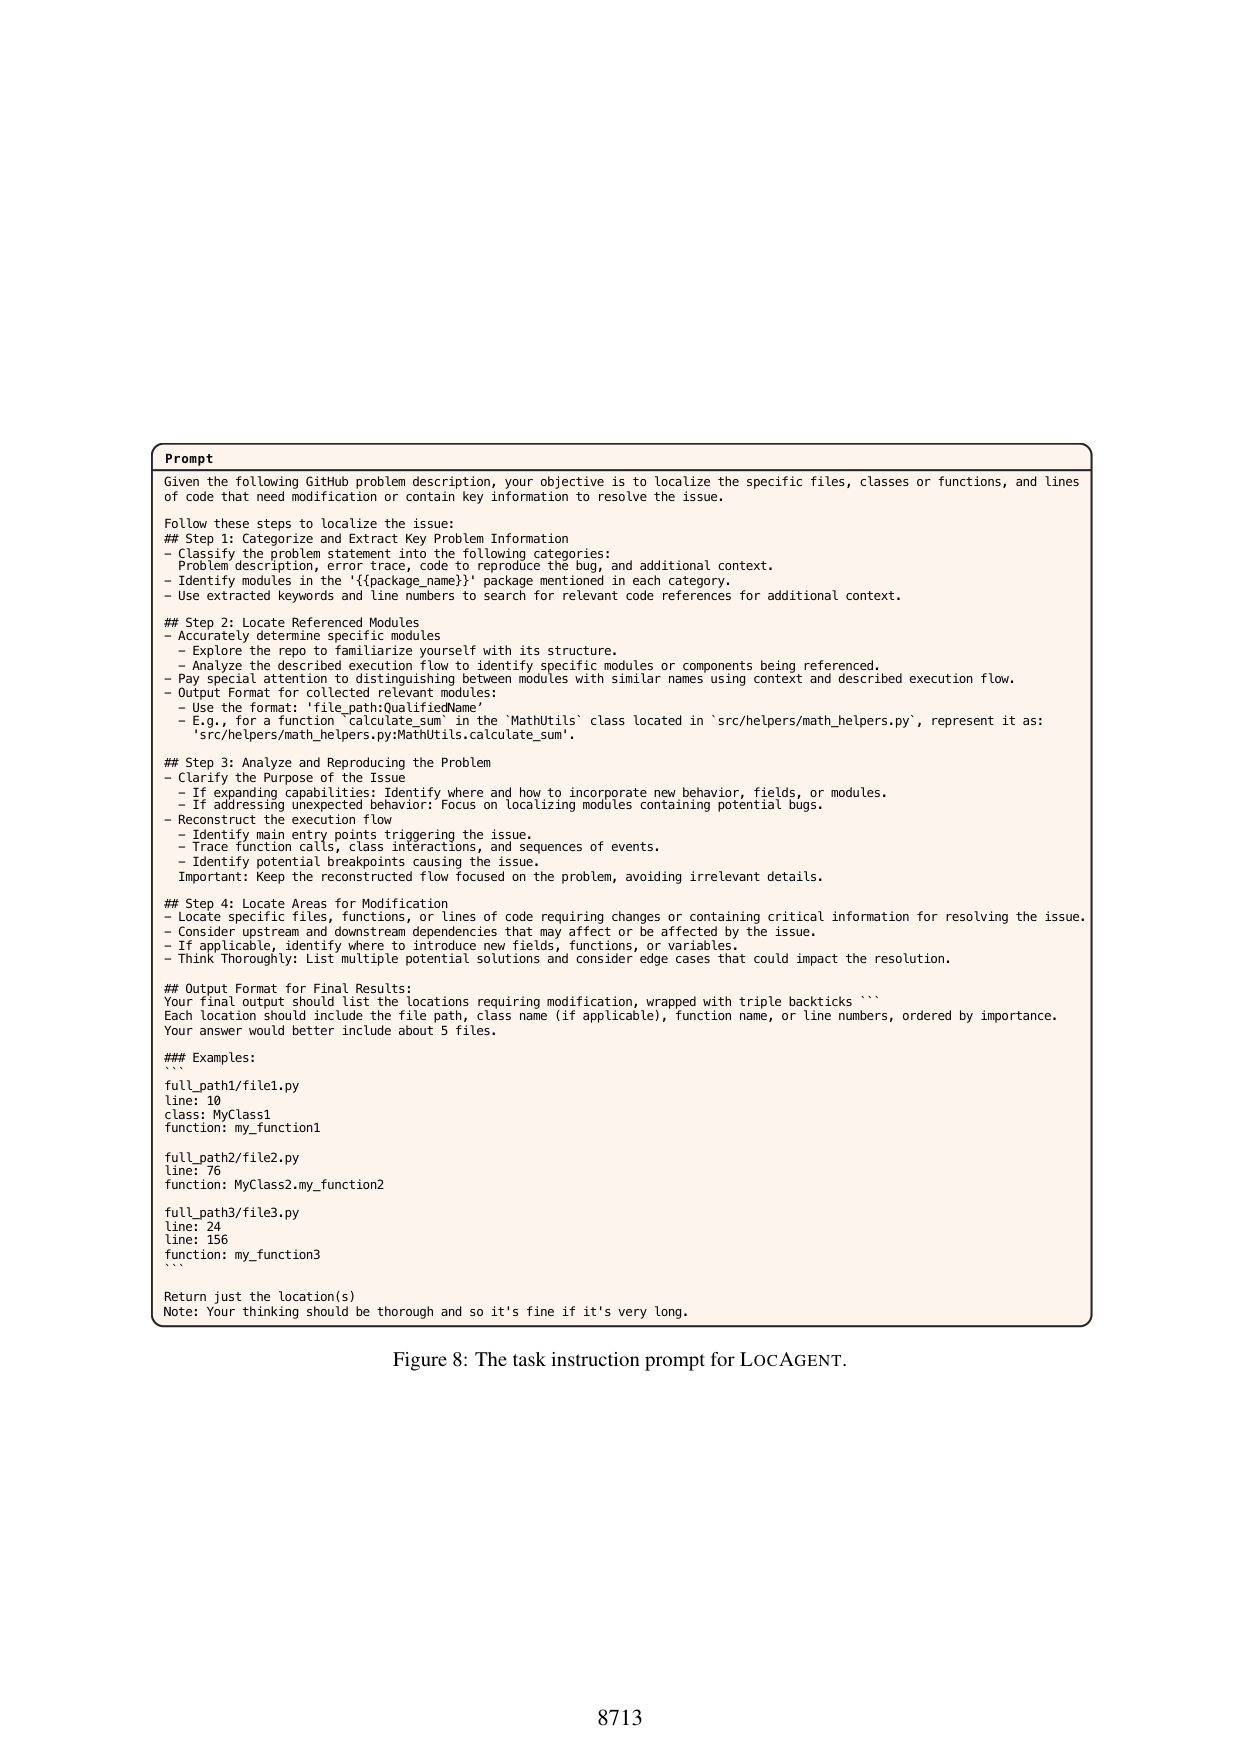 Prompt
Given the following GitHub problem description, your objective is to localize the specific files, classes or functions, and lines
of code that need modification or contain key information to resolve the issue.
Follow these steps to localize the issue:
## Step 1: Categorize and Extract Key Problem Information
– Classify the problem statement into the following categories:
Problem description, error trace, code to reproduce the bug, and additional context.
– Identify modules in the '{{package_name}}' package mentioned in each category.
– Use extracted keywords and line numbers to search for relevant code references for additional context.
## Step 2: Locate Referenced Modules
– Accurately determine specific modules
– Explore the repo to familiarize yourself with its structure.
– Analyze the described execution flow to identify specific modules or components being referenced.
– Pay special attention to distinguishing between modules with similar names using context and described execution flow.
– Output Format for collected relevant modules:
– Use the format: 'file_path:QualifiedName’
– E.g., for a function `calculate_sum` in the `MathUtils` class located in `src/helpers/math_helpers.py`, represent it as:
'src/helpers/math_helpers.py:MathUtils.calculate_sum'.
## Step 3: Analyze and Reproducing the Problem
– Clarify the Purpose of the Issue
– If expanding capabilities: Identify where and how to incorporate new behavior, fields, or modules.
– If addressing unexpected behavior: Focus on localizing modules containing potential bugs.
– Reconstruct the execution flow
– Identify main entry points triggering the issue.
– Trace function calls, class interactions, and sequences of events.
– Identify potential breakpoints causing the issue.
Important: Keep the reconstructed flow focused on the problem, avoiding irrelevant details.
## Step 4: Locate Areas for Modification
– Locate specific files, functions, or lines of code requiring changes or containing critical information for resolving the issue.
– Consider upstream and downstream dependencies that may affect or be affected by the issue.
– If applicable, identify where to introduce new fields, functions, or variables.
– Think Thoroughly: List multiple potential solutions and consider edge cases that could impact the resolution.
## Output Format for Final Results:
Your final output should list the locations requiring modification, wrapped with triple backticks ```
Each location should include the file path, class name (if applicable), function name, or line numbers, ordered by importance.
Your answer would better include about 5 files.
### Examples:
```
full_path1/file1.py
line: 10
class: MyClass1
function: my_function1
full_path2/file2.py
line: 76
function: MyClass2.my_function2
full_path3/file3.py
line: 24
line: 156
function: my_function3
```
Return just the location(s)
Note: Your thinking should be thorough and so it's fine if it's very long.
Figure 8: The task instruction prompt for LOCAGENT.
8713